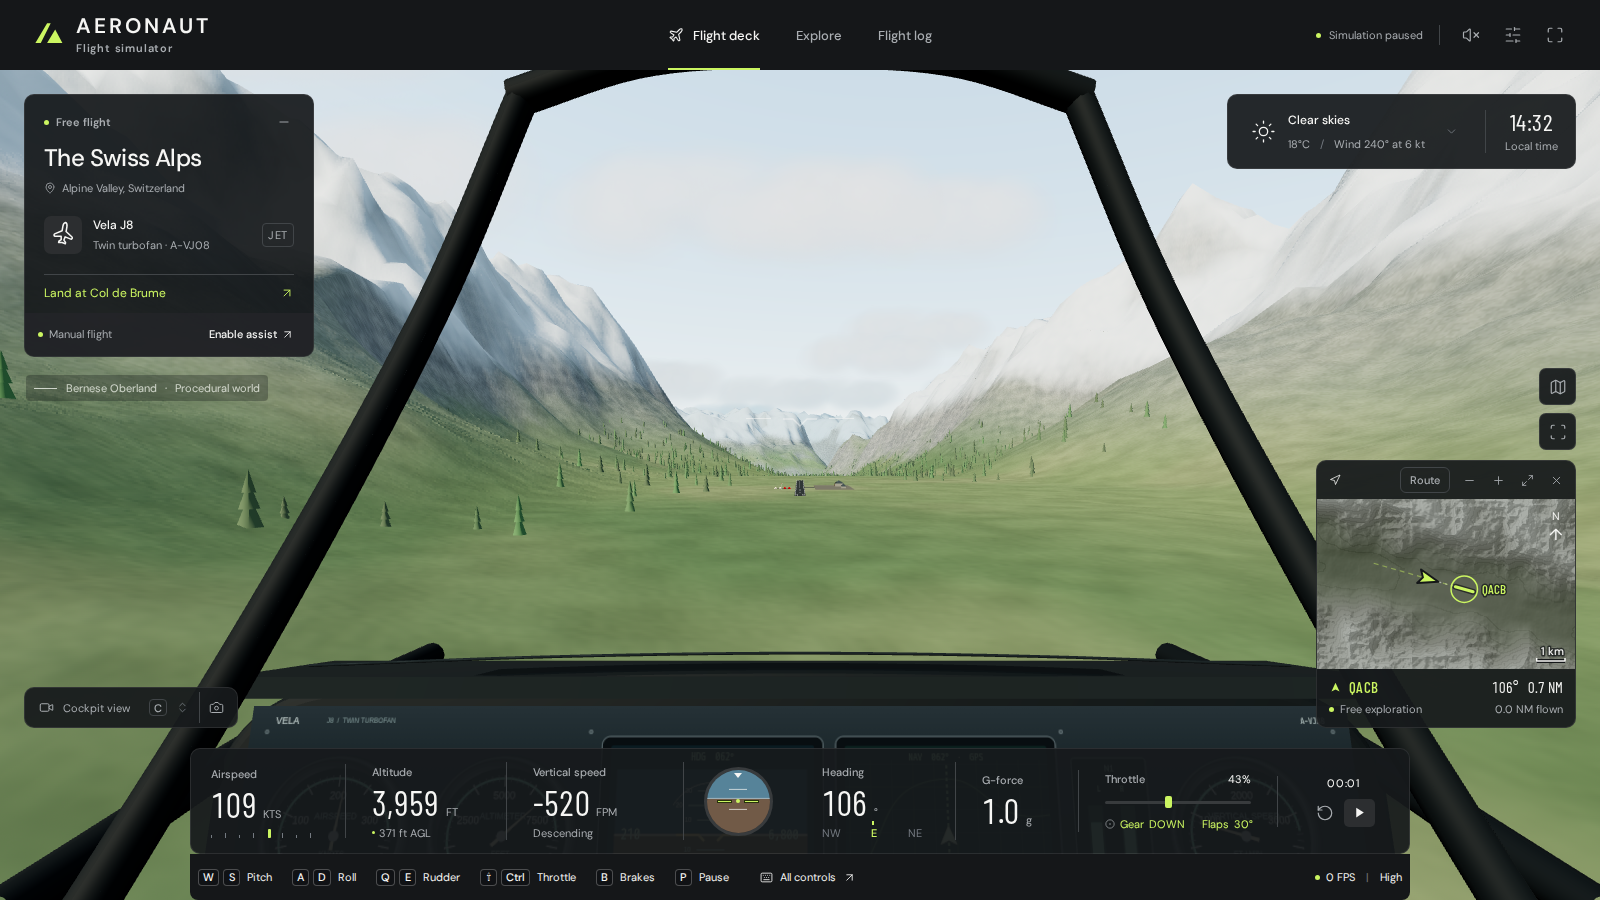 AERONAUT
Flight simulator
Flight deck
Explore
Flight log
Simulation paused
Free flight
The Swiss Alps
Alpine Valley, Switzerland
Vela J8
Twin turbofan · A-VJ08
JET
Land at Col de Brume
Manual flight
Enable assist
Bernese Oberland · Procedural world
Clear skies
18°C / Wind 240° at 6 kt
14:32
Local time
Route
N
QACB
1 km
QACB
106° 0.7 NM
Free exploration
0.0 NM flown
Cockpit view
C
VELA
J8 / TWIN TURBOFAN
Airspeed
109 KTS
Altitude
3,959 FT
371 ft AGL
Vertical speed
-520 FPM
Descending
Heading
106°
NW E NE
G-force
1.0 g
Throttle
43%
Gear DOWN
Flaps 30°
00:01
W S Pitch
A D Roll
Q E Rudder
⇧ Ctrl Throttle
B Brakes
P Pause
All controls
0 FPS | High